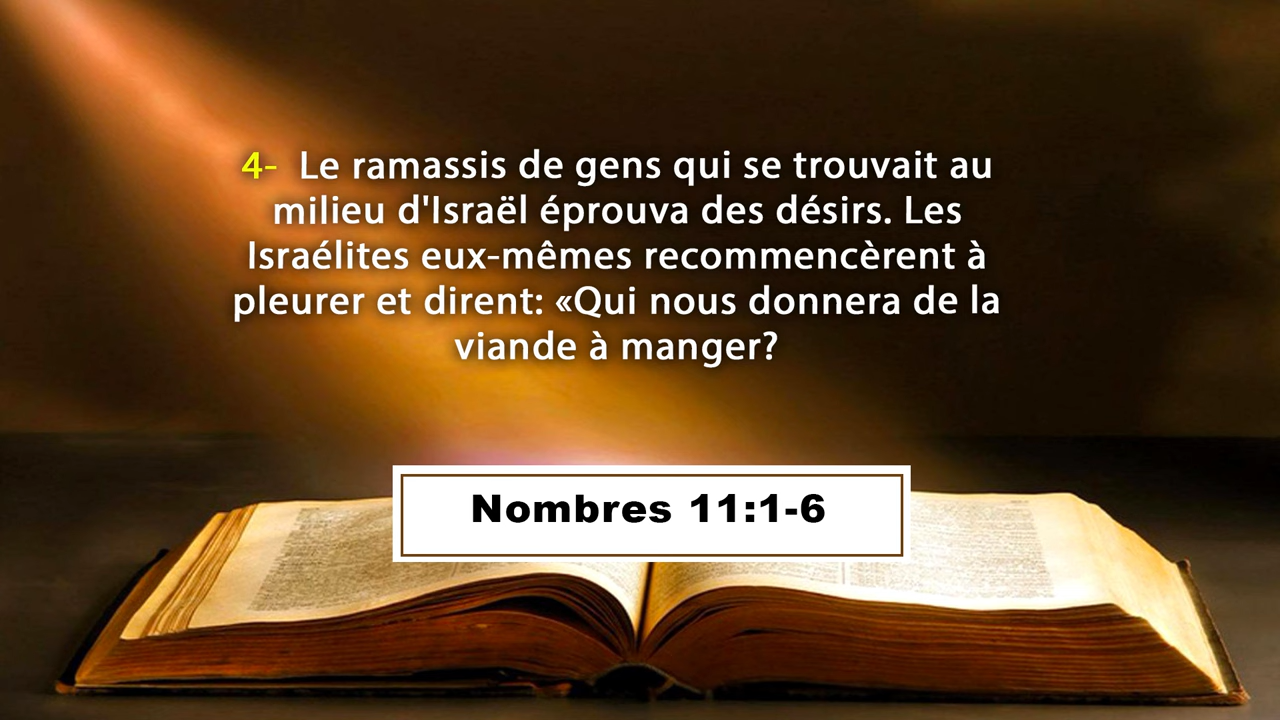 4- Le ramassis de gens qui se trouvait au
milieu d'Israël éprouva des désirs. Les
Israélites eux-mêmes recommencèrent à
pleurer et dirent: «Qui nous donnera de la
viande à manger?
Nombres 11:1-6